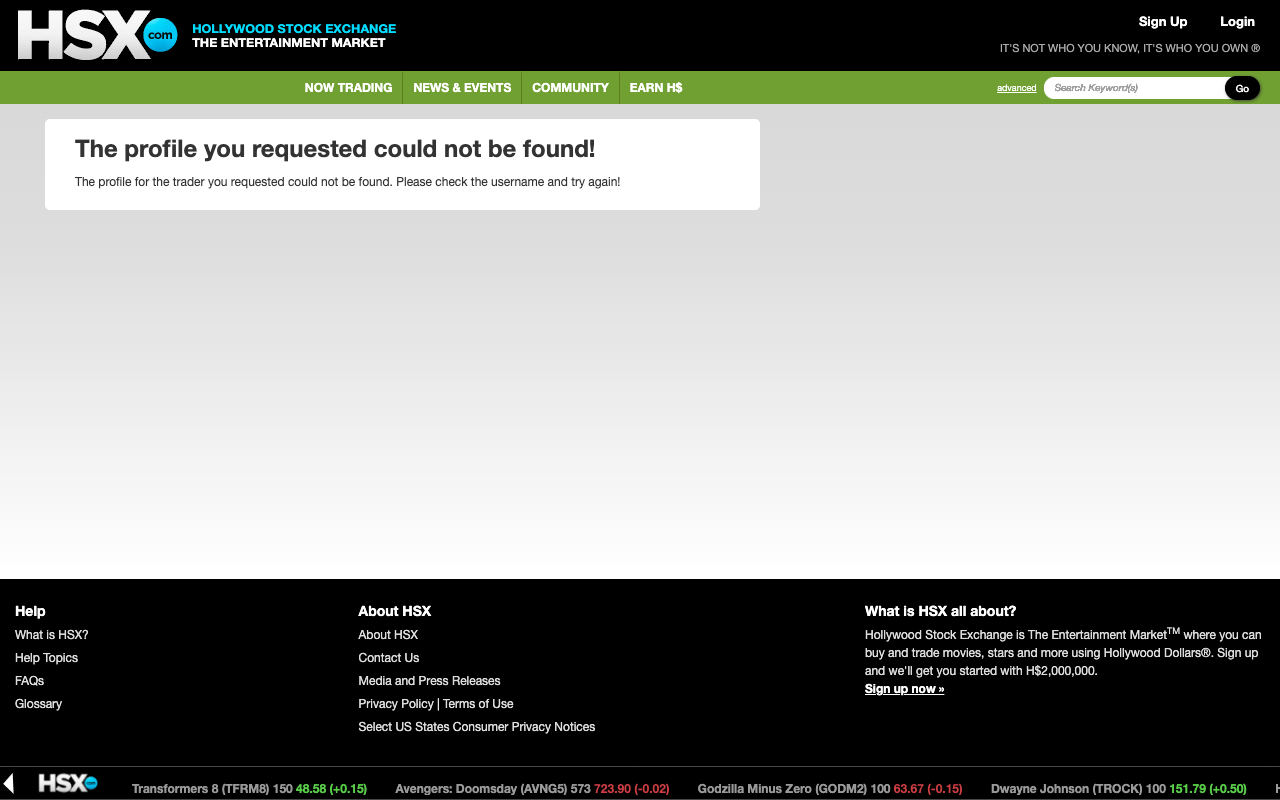 HSX.com
HOLLYWOOD STOCK EXCHANGE
THE ENTERTAINMENT MARKET
Sign Up
Login
IT'S NOT WHO YOU KNOW, IT'S WHO YOU OWN ®
NOW TRADING
NEWS & EVENTS
COMMUNITY
EARN H$
advanced
Search Keyword(s)
Go
The profile you requested could not be found!
The profile for the trader you requested could not be found. Please check the username and try again!
Help
What is HSX?
Help Topics
FAQs
Glossary
About HSX
About HSX
Contact Us
Media and Press Releases
Privacy Policy | Terms of Use
Select US States Consumer Privacy Notices
What is HSX all about?
Hollywood Stock Exchange is The Entertainment Market™ where you can
buy and trade movies, stars and more using Hollywood Dollars®. Sign up
and we'll get you started with H$2,000,000.
Sign up now »
HSX.com
Transformers 8 (TFRM8) 150 48.58 (+0.15)
Avengers: Doomsday (AVNG5) 573 723.90 (-0.02)
Godzilla Minus Zero (GODM2) 100 63.67 (-0.15)
Dwayne Johnson (TROCK) 100 151.79 (+0.50)